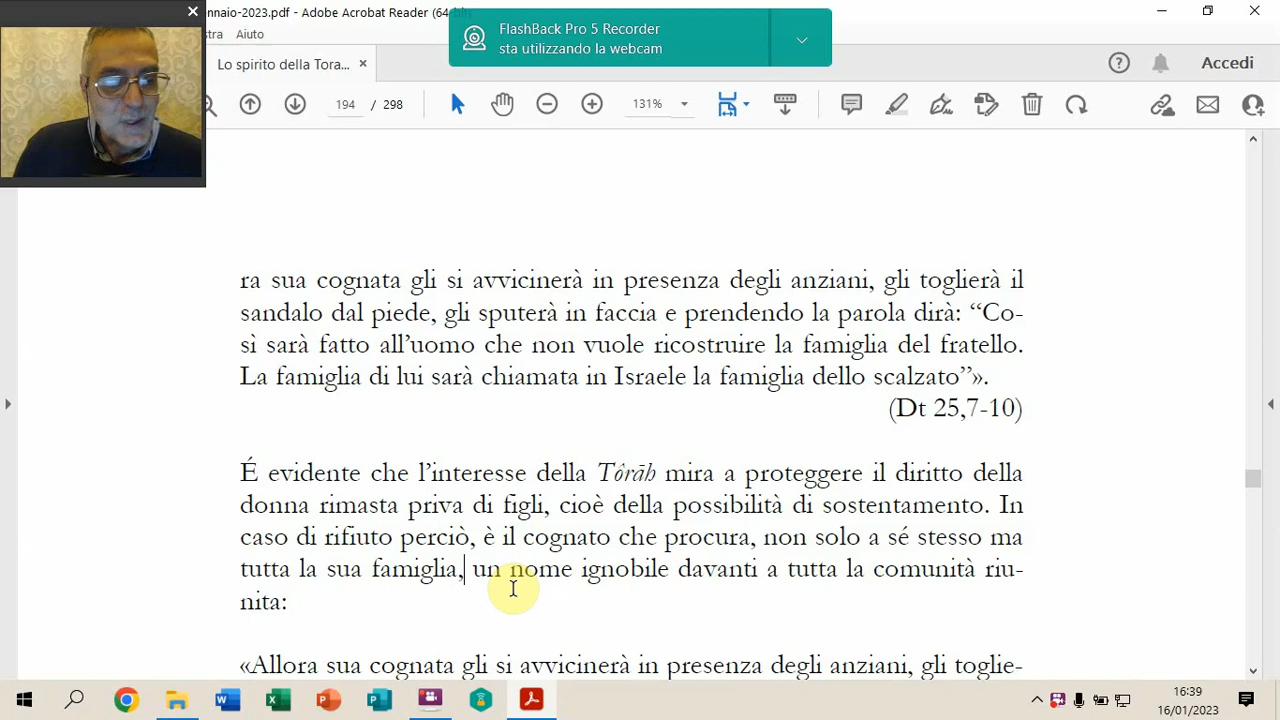 nnaio-2023.pdf - Adobe Acrobat Reader (64-bit)
stra Aiuto
FlashBack Pro 5 Recorder
sta utilizzando la webcam
Lo spirito della Tora...
Accedi
194 / 298
131%
ra sua cognata gli si avvicinerà in presenza degli anziani, gli toglierà il
sandalo dal piede, gli sputerà in faccia e prendendo la parola dirà: “Co-
sì sarà fatto all’uomo che non vuole ricostruire la famiglia del fratello.
La famiglia di lui sarà chiamata in Israele la famiglia dello scalzato”».
(Dt 25,7-10)
É evidente che l’interesse della Tôrāh mira a proteggere il diritto della
donna rimasta priva di figli, cioè della possibilità di sostentamento. In
caso di rifiuto perciò, è il cognato che procura, non solo a sé stesso ma
tutta la sua famiglia, un nome ignobile davanti a tutta la comunità riu-
nita:
«Allora sua cognata gli si avvicinerà in presenza degli anziani, gli toglie-
16:39
16/01/2023